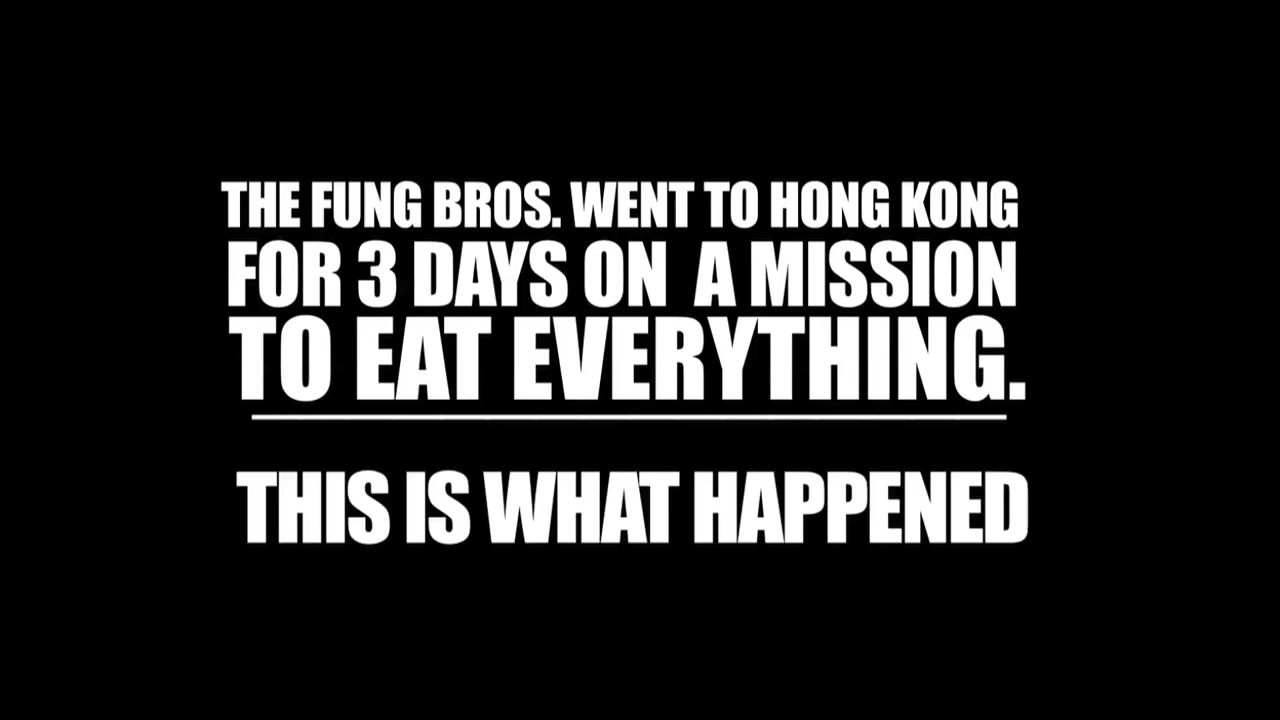 THE FUNG BROS. WENT TO HONG KONG
FOR 3 DAYS ON A MISSION
TO EAT EVERYTHING.
THIS IS WHAT HAPPENED